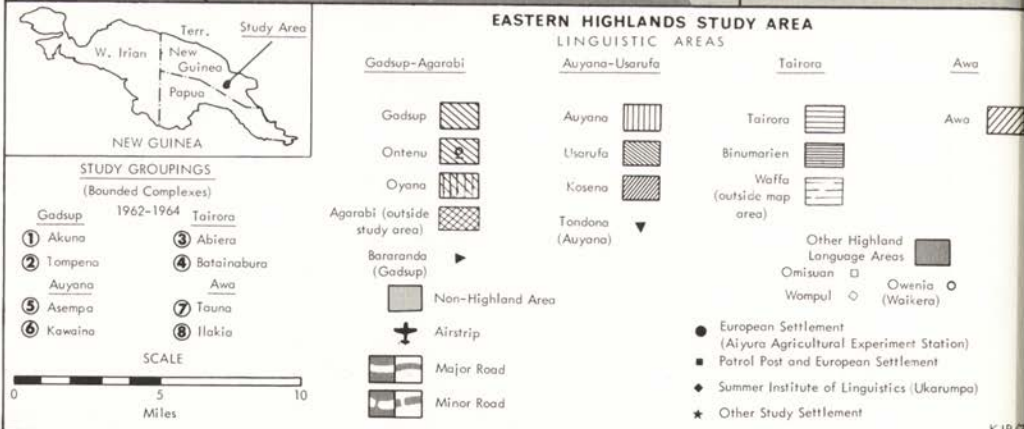 EASTERN HIGHLANDS STUDY AREA
LINGUISTIC AREAS
Terr.
Study Area
W. Irian
New
Guinea
Papua
NEW GUINEA
STUDY GROUPINGS
(Bounded Complexes)
1962-1964
Gadsup
Tairora
1 Akuna
3 Abiera
2 Tompena
4 Batainabura
Auyana
Awa
5 Asempa
7 Tauna
6 Kawaina
8 Ilakia
SCALE
0 5 10
Miles
Gadsup-Agarabi
Gadsup
Ontenu
Oyana
Agarabi (outside
study area)
Bararanda
(Gadsup)
Non-Highland Area
Airstrip
Major Road
Minor Road
Auyana-Usarufa
Auyana
Usarufa
Kosena
Tondona
(Auyana)
Tairora
Tairora
Binumarien
Waffa
(outside map
area)
Awa
Awa
Other Highland
Language Areas
Omisuan
Wompul
Owenia
(Waikera)
European Settlement
(Aiyura Agricultural Experiment Station)
Patrol Post and European Settlement
Summer Institute of Linguistics (Ukarumpa)
Other Study Settlement